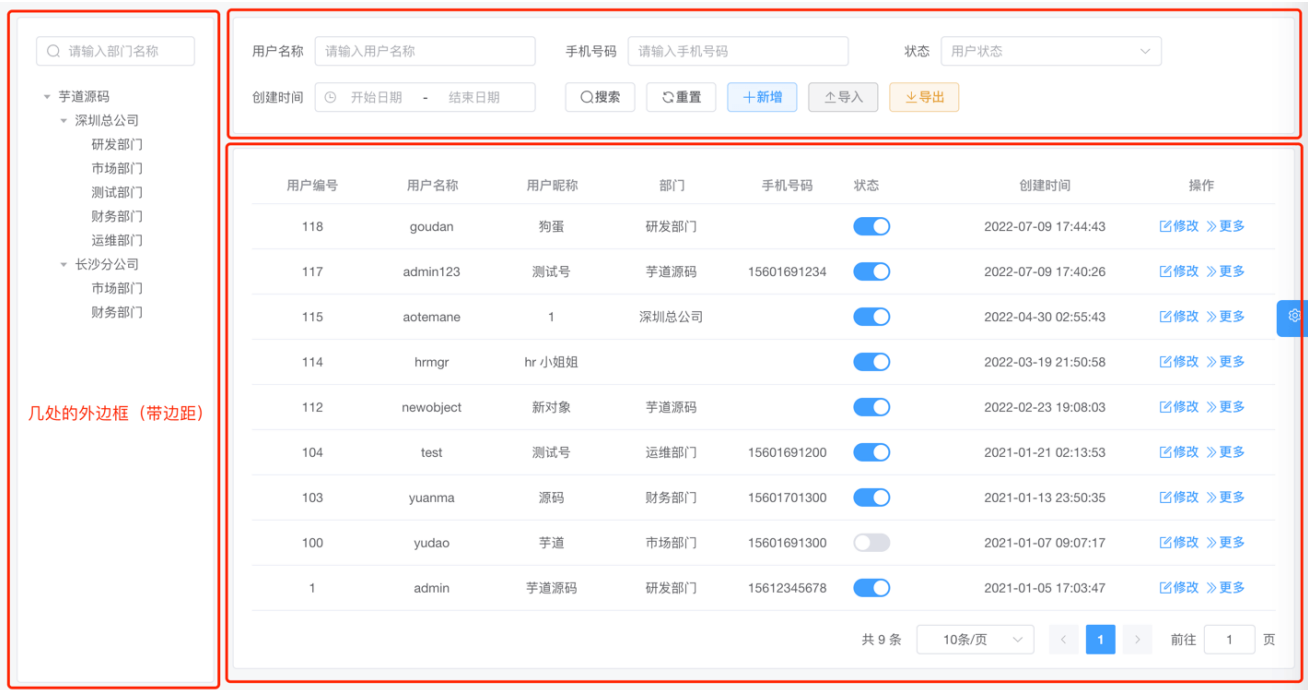 请输入部门名称
芋道源码
深圳总公司
研发部门
市场部门
测试部门
财务部门
运维部门
长沙分公司
市场部门
财务部门
几处的外边框（带边距）
用户名称 请输入用户名称 手机号码 请输入手机号码 状态 用户状态
创建时间 开始日期 - 结束日期 搜索 重置 新增 导入 导出
用户编号 用户名称 用户昵称 部门 手机号码 状态 创建时间 操作
118 goudan 狗蛋 研发部门 2022-07-09 17:44:43 修改 更多
117 admin123 测试号 芋道源码 15601691234 2022-07-09 17:40:26 修改 更多
115 aotemane 1 深圳总公司 2022-04-30 02:55:43 修改 更多
114 hrmgr hr 小姐姐 2022-03-19 21:50:58 修改 更多
112 newobject 新对象 芋道源码 2022-02-23 19:08:03 修改 更多
104 test 测试号 运维部门 15601691200 2021-01-21 02:13:53 修改 更多
103 yuanma 源码 财务部门 15601701300 2021-01-13 23:50:35 修改 更多
100 yudao 芋道 市场部门 15601691300 2021-01-07 09:07:17 修改 更多
1 admin 芋道源码 研发部门 15612345678 2021-01-05 17:03:47 修改 更多
共 9 条 10条/页 1 前往 1 页